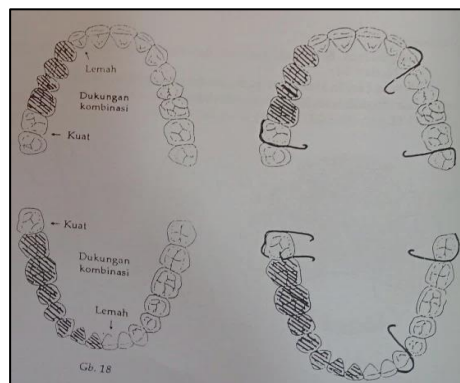 Lemah
Dukungan
kombinasi
Kuat
Kuat
Dukungan
kombinasi
Lemah
Gb. 18